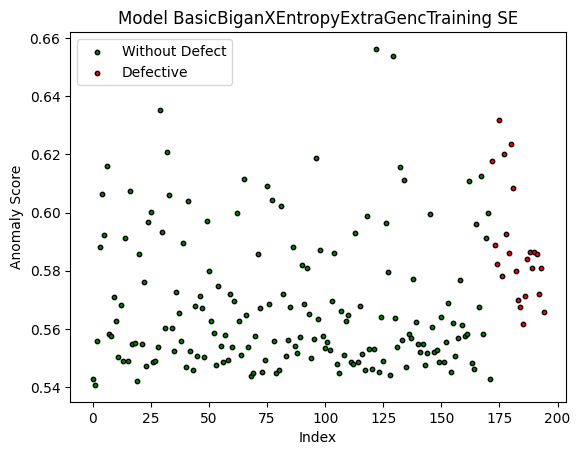 Model BasicBiganXEntropyExtraGencTraining SE
Without Defect
Defective
0.66
0.64
0.62
0.60
0.58
0.56
0.54
Anomaly Score
0 25 50 75 100 125 150 175 200
Index